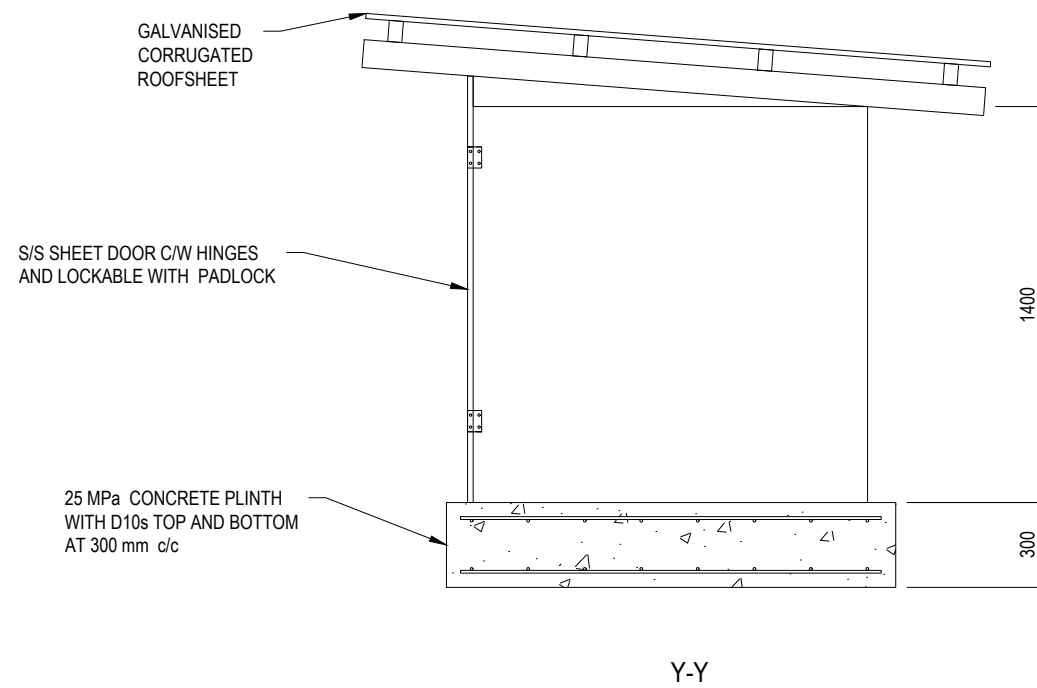 GALVANISED
CORRUGATED
ROOFSHEET
S/S SHEET DOOR C/W HINGES
AND LOCKABLE WITH PADLOCK
1400
25 MPa CONCRETE PLINTH
WITH D10s TOP AND BOTTOM
AT 300 mm c/c
300
Y-Y